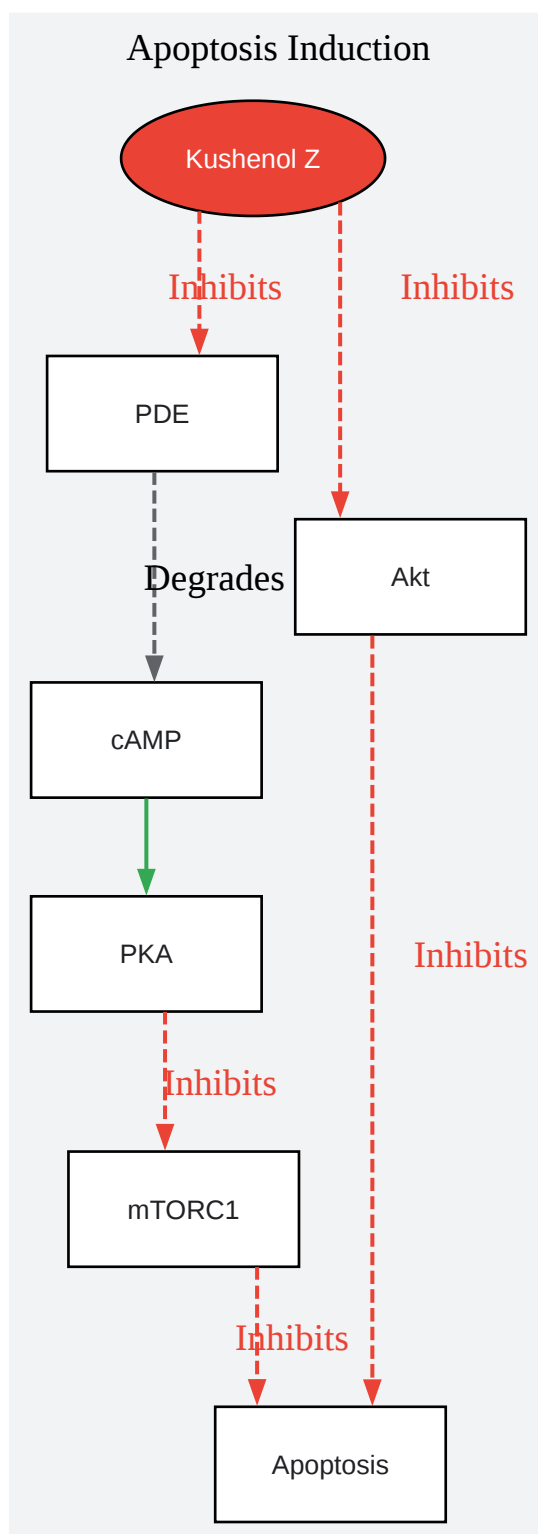 Apoptosis Induction
Kushenol Z
Inhibits
Inhibits
PDE
Degrades
Akt
cAMP
PKA
Inhibits
Inhibits
mTORC1
Inhibits
Apoptosis